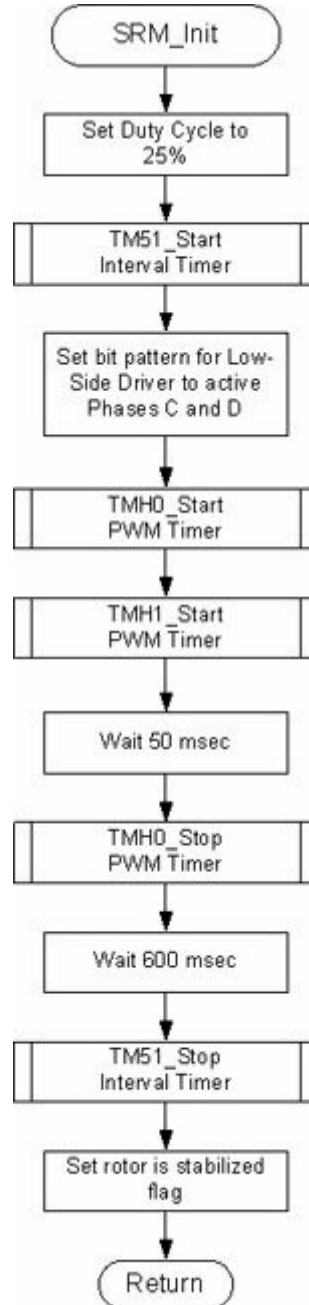 SRM_Init
Set Duty Cycle to
25%
TM51_Start
Interval Timer
Set bit pattern for Low-
Side Driver to active
Phases C and D
TMH0_Start
PWM Timer
TMH1_Start
PWM Timer
Wait 50 msec
TMH0_Stop
PWM Timer
Wait 600 msec
TM51_Stop
Interval Timer
Set rotor is stabilized
flag
Return